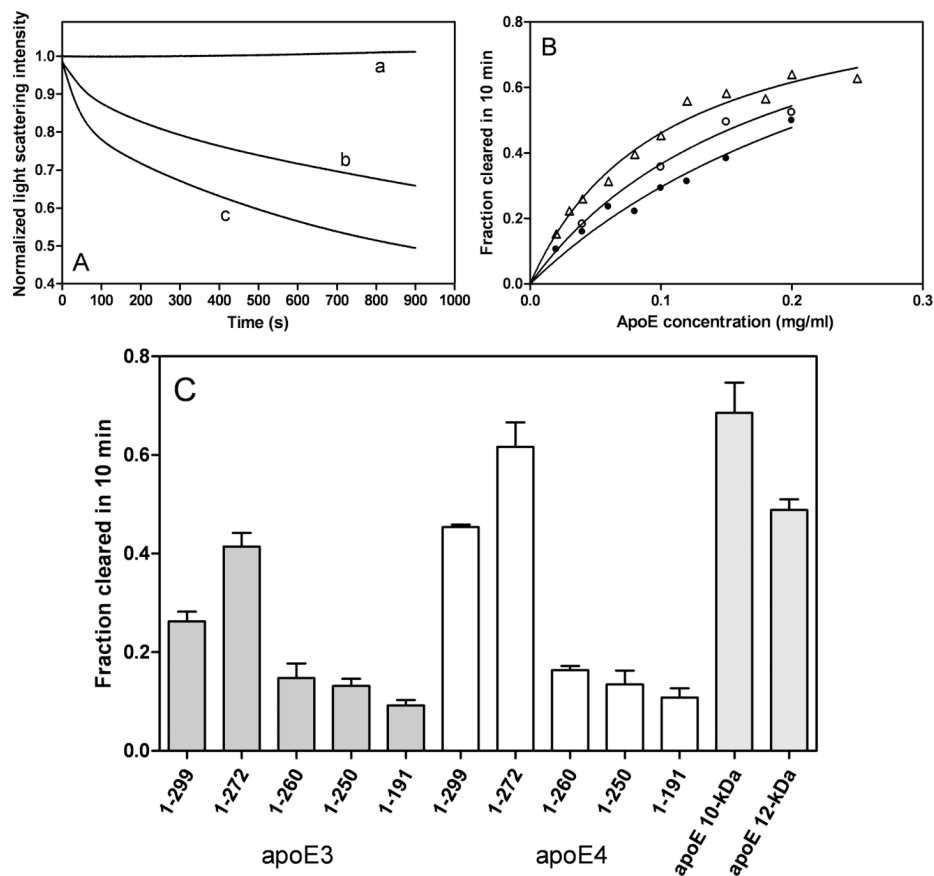 Normalized light scattering intensity
1.0
0.9
0.8
0.7
0.6
0.5
0.4
a
b
c
A
0 100 200 300 400 500 600 700 800 900 1000
Time (s)
Fraction cleared in 10 min
0.8
0.6
0.4
0.2
0.0
B
0.0 0.1 0.2 0.3
ApoE concentration (mg/ml)
Fraction cleared in 10 min
0.8
0.6
0.4
0.2
0.0
C
1-299 1-272 1-260 1-250 1-191 1-299 1-272 1-260 1-250 1-191 apoE 10-kDa apoE 12-kDa
apoE3 apoE4